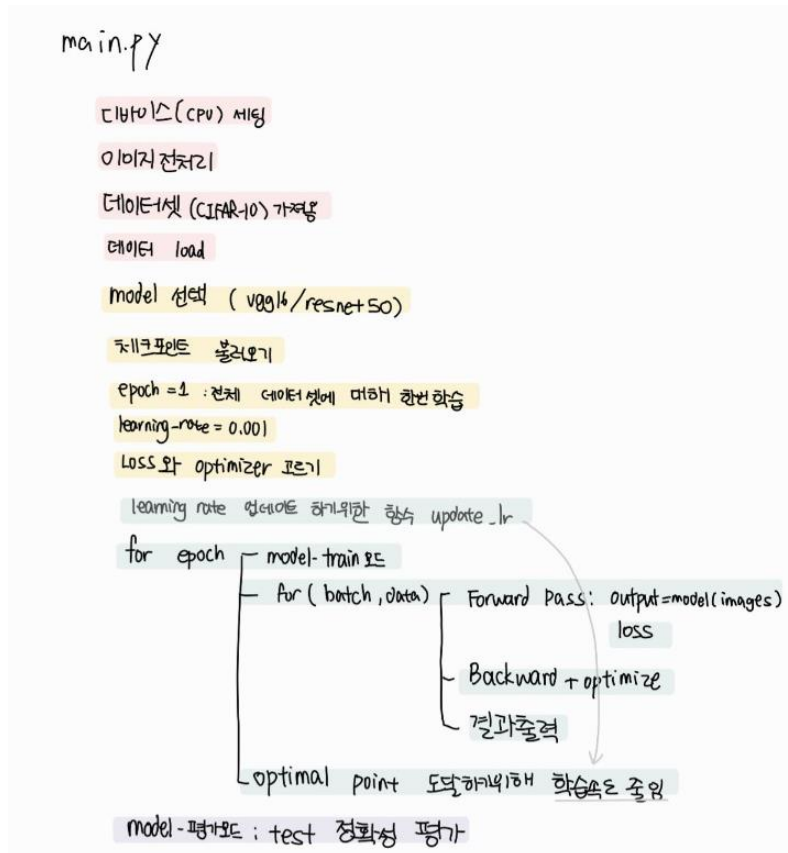 main.py
디바이스(CPU) 세팅
이미지 전처리
데이터셋 (CIFAR-10) 가져옴
데이터 load
model 선택 ( vgg16/resnet50)
체크포인트 불러오기
epoch =1 : 전체 데이터셋에 대해 한번 학습
learning-rate = 0.001
Loss 와 optimizer 고르기
learning rate 업데이트 하기위한 함수 update_lr
for epoch model-train 모드
for ( batch , data) Forward pass: output=model(images)
loss
Backward + optimize
결과출력
optimal point 도달하기위해 학습속도 줄임
model-평가모드 ; test 정확성 평가